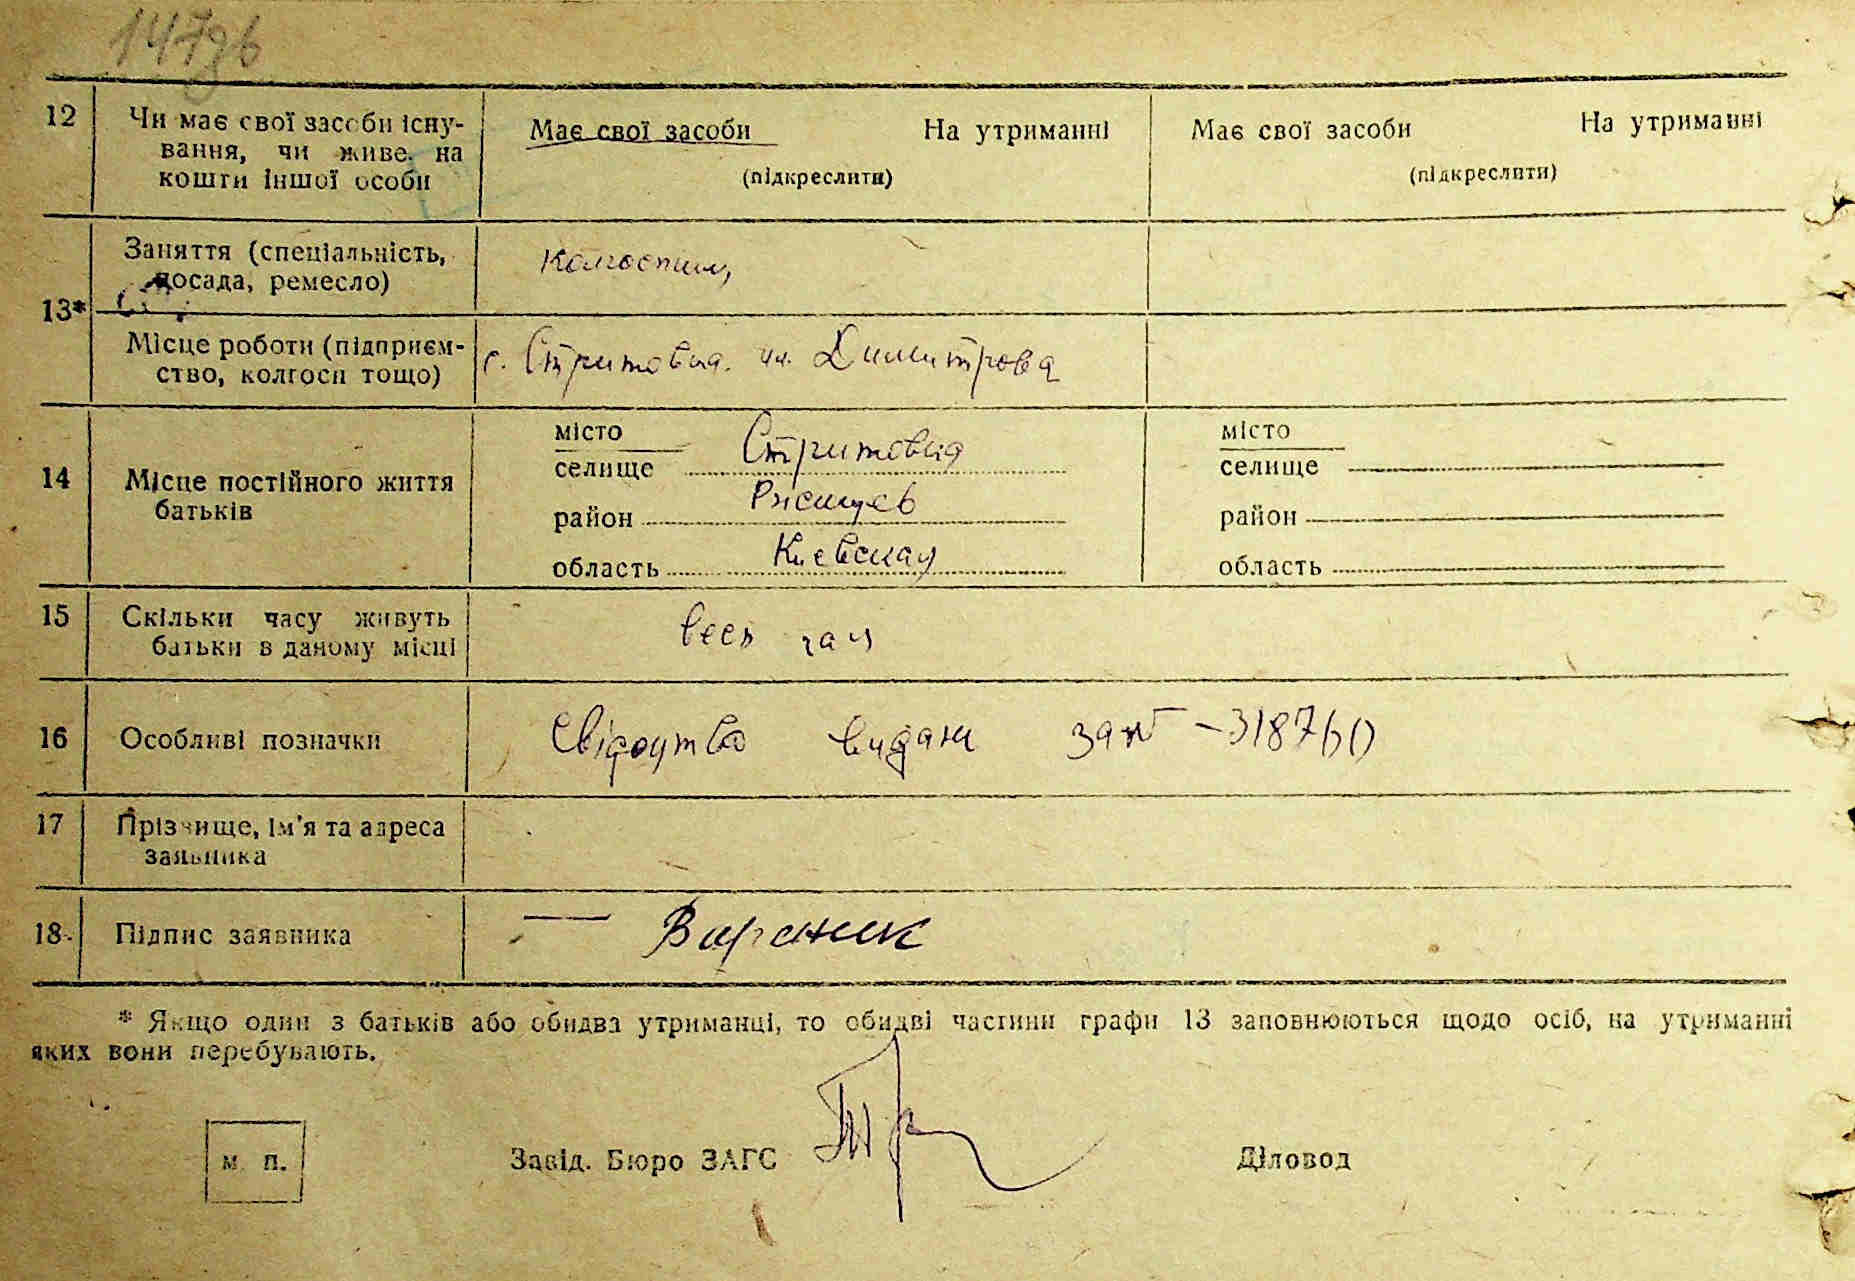 12 Чи має свої засоби існу-
вання, чи живе на
кошти іншої особи
Має свої засоби На утриманні
(підкреслити)
Має свої засоби На утриманні
(підкреслити)
13*
Заняття (спеціальність,
посада, ремесло)
Місце роботи (підприєм-
ство, колгосп тощо)
с. Стритовка. им. Димитрова
14 Місце постійного життя
батьків
місто
селище Стритовка
район Ржищев
область Киевская
місто
селище
район
область
15 Скільки часу живуть
батьки в даному місці
весь час
16 Особливі позначки
Свідоцтво видани за №
17 Прізвище, ім'я та адреса
заявника
18 Підпис заявника
* Якщо один з батьків або обидва утриманці, то обидві частини графи 13 заповнюються щодо осіб, на утриманні
яких вони перебувають.
м. п.
Завід. Бюро ЗАГС
Діловод